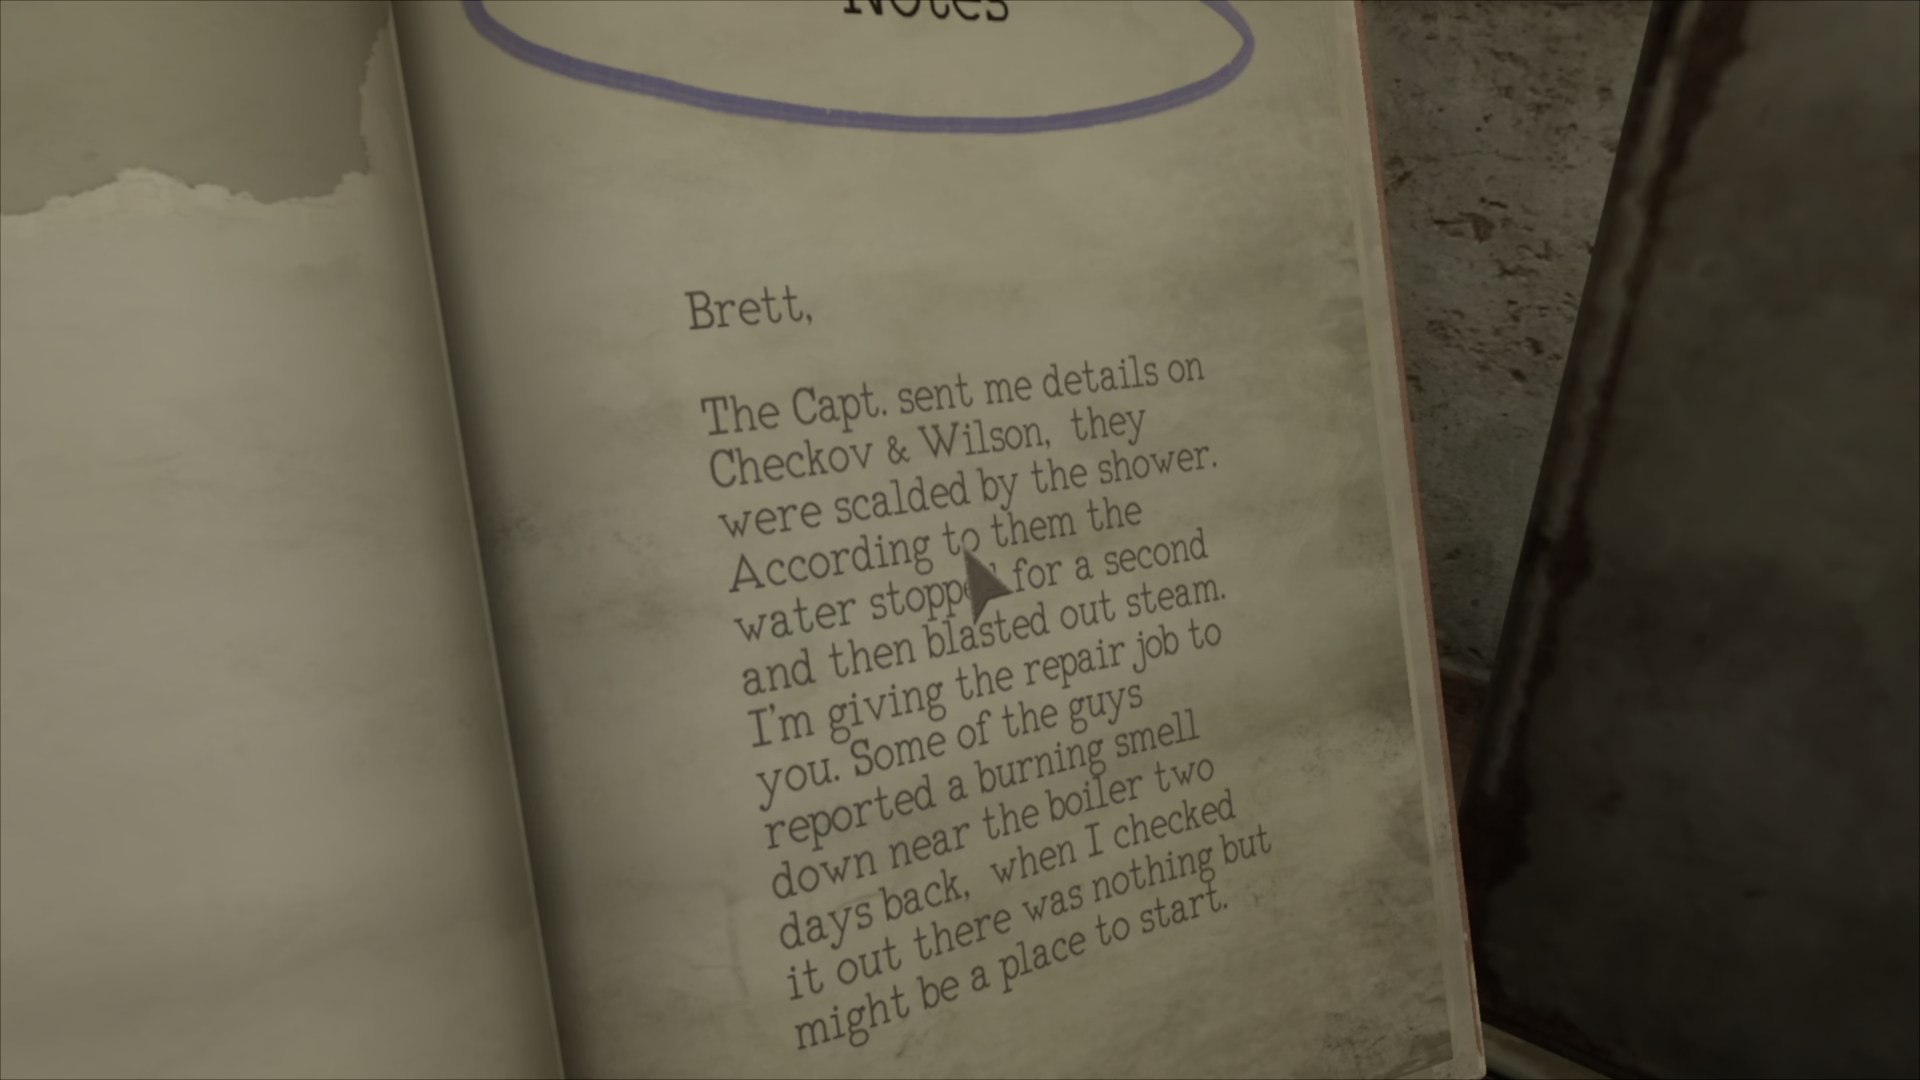 Notes
Brett,
The Capt. sent me details on
Checkov & Wilson, they
were scalded by the shower.
According to them the
water stopped for a second
and then blasted out steam.
I'm giving the repair job to
you. Some of the guys
reported a burning smell
down near the boiler two
days back, when I checked
it out there was nothing but
might be a place to start.